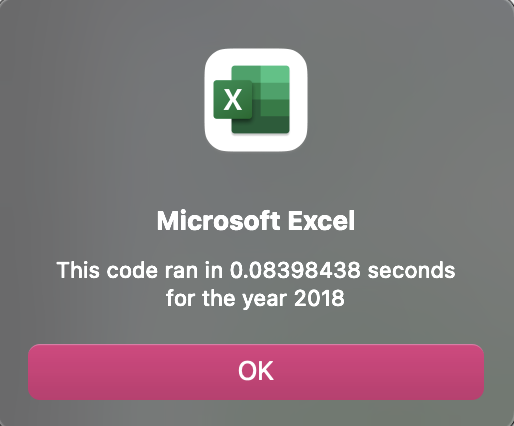 X
Microsoft Excel
This code ran in 0.08398438 seconds
for the year 2018
OK